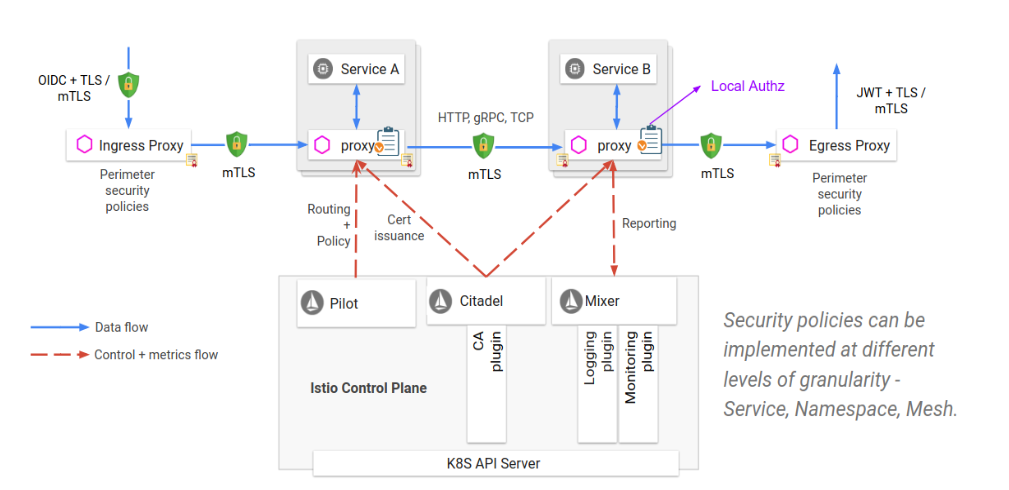 OIDC + TLS /
mTLS
Ingress Proxy
Perimeter
security
policies
mTLS
Service A
proxy
HTTP, gRPC, TCP
mTLS
Service B
proxy
Local Authz
mTLS
JWT + TLS /
mTLS
Egress Proxy
Perimeter
security
policies
Routing
+
Policy
Cert
issuance
Reporting
Pilot
Citadel
Mixer
CA
plugin
Logging
plugin
Monitoring
plugin
Istio Control Plane
K8S API Server
Data flow
Control + metrics flow
Security policies can be
implemented at different
levels of granularity -
Service, Namespace, Mesh.